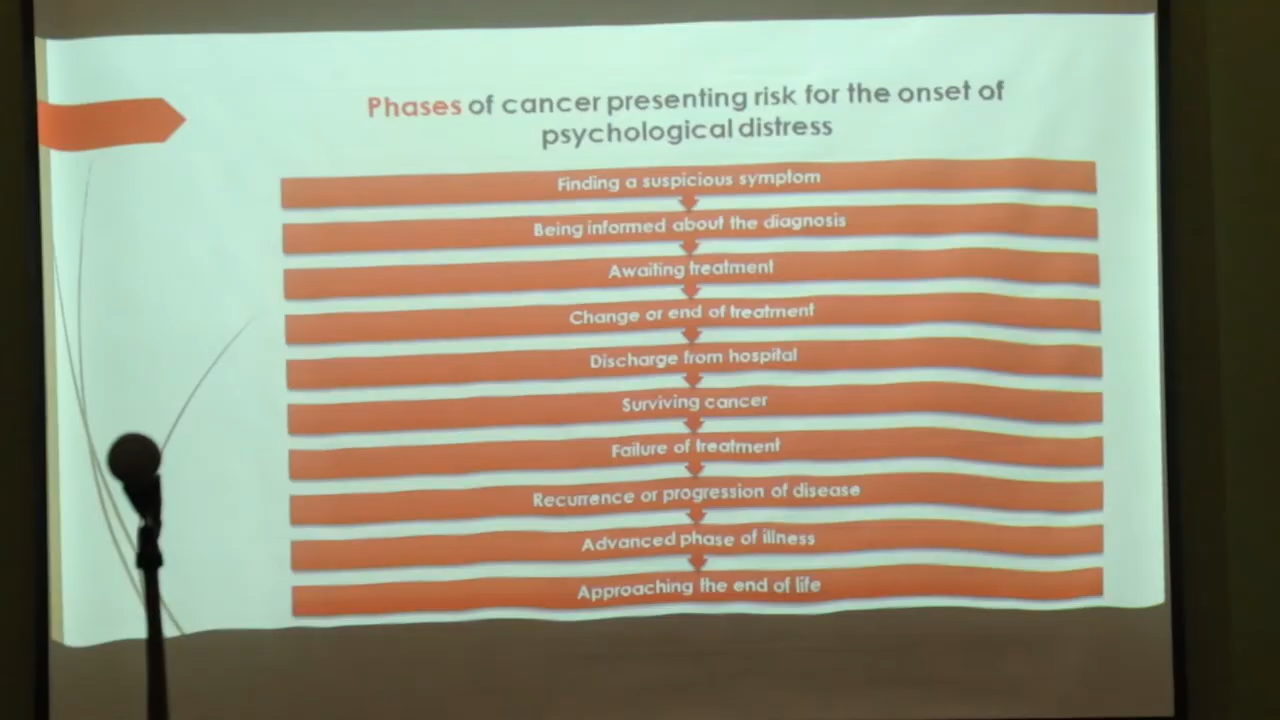 Phases of cancer presenting risk for the onset of
psychological distress
Finding a suspicious symptom
Being informed about the diagnosis
Awaiting treatment
Change or end of treatment
Discharge from hospital
Surviving cancer
Failure of treatment
Recurrence or progression of disease
Advanced phase of illness
Approaching the end of life